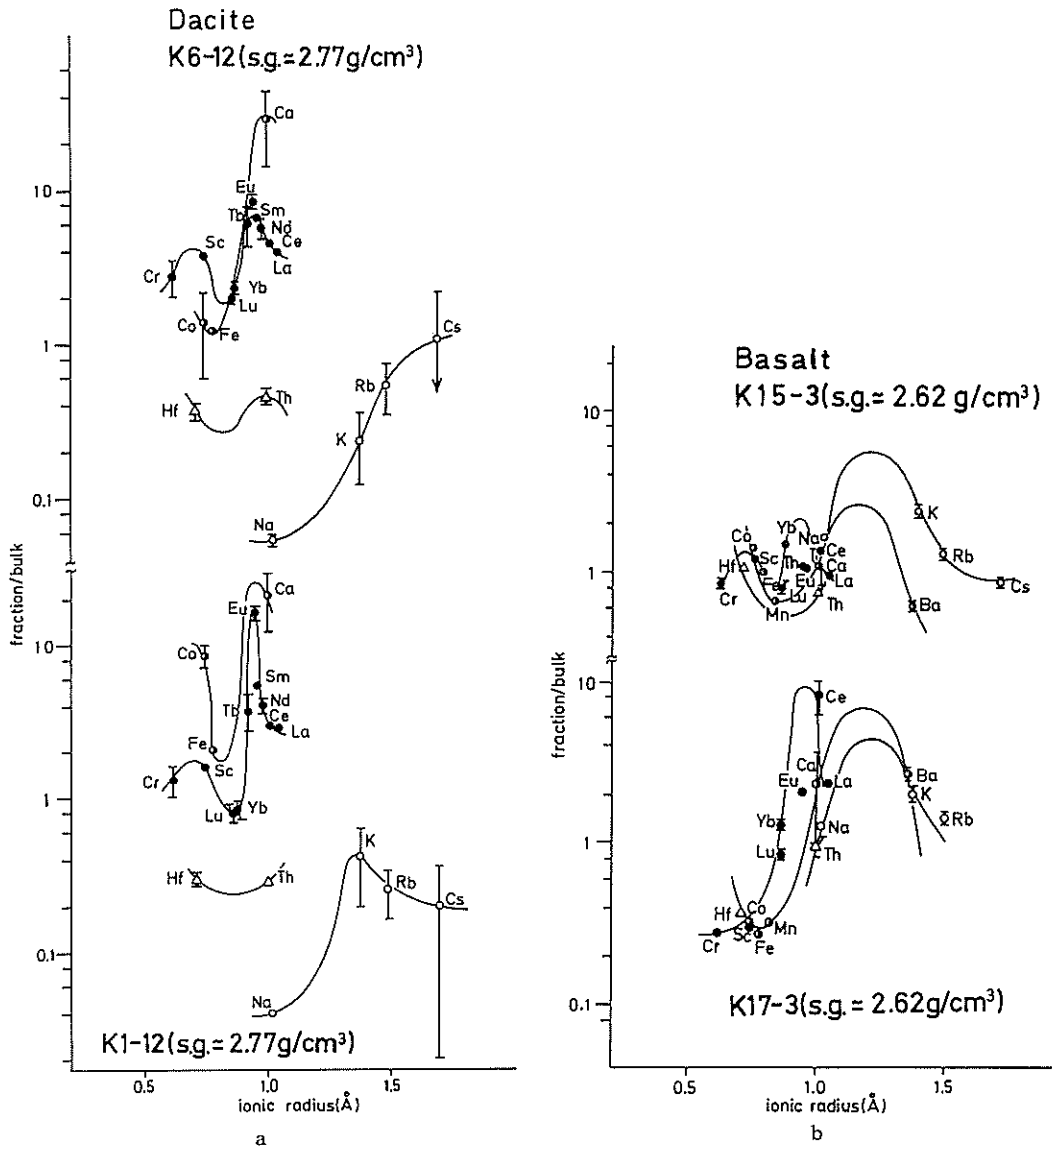 Dacite
K6-12(s.g.≃2.77g/cm³)
Ca
10
Eu
Tb
Sm
Nd
Ce
La
Sc
Cr
Yb
Lu
Co
Fe
1
Cs
Rb
Hf
Th
K
0.1
Na
fraction/bulk
Ca
Eu
10
Co
Sm
Nd
Tb
Ce
La
Fe
Cr
Sc
1
Lu
Yb
K
Hf
Th
Rb
Cs
0.1
Na
K1-12(s.g.≃2.77g/cm³)
0.5
1.0
1.5
ionic radius(Å)
a
Basalt
K15-3(s.g.≃2.62 g/cm³)
10
K
Yb
Co
Na
Ce
Sc
Rb
Hf
Th
Ca
1
Fe
Eu
La
Cr
Lu
Cs
Mn
Th
Ba
fraction/bulk
10
Ce
Ca
Ba
Eu
La
K
Yb
Na
Rb
1
Lu
Th
Hf
Co
Mn
Cr
Sc
Fe
0.1
K17-3(s.g.≃2.62g/cm³)
0.5
1.0
1.5
ionic radius(Å)
b